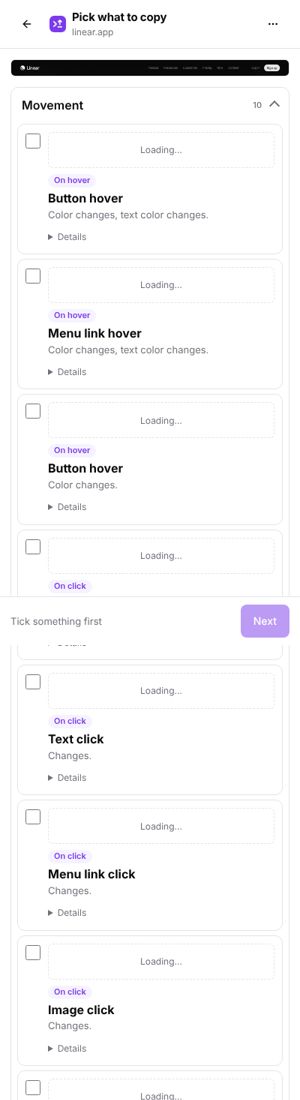 Pick what to copy
linear.app
Linear
Movement
10
Loading...
On hover
Button hover
Color changes, text color changes.
Details
Loading...
On hover
Menu link hover
Color changes, text color changes.
Details
Loading...
On hover
Button hover
Color changes.
Details
Loading...
On click
Tick something first
Next
Loading...
On click
Text click
Changes.
Details
Loading...
On click
Menu link click
Changes.
Details
Loading...
On click
Image click
Changes.
Details
Loading...